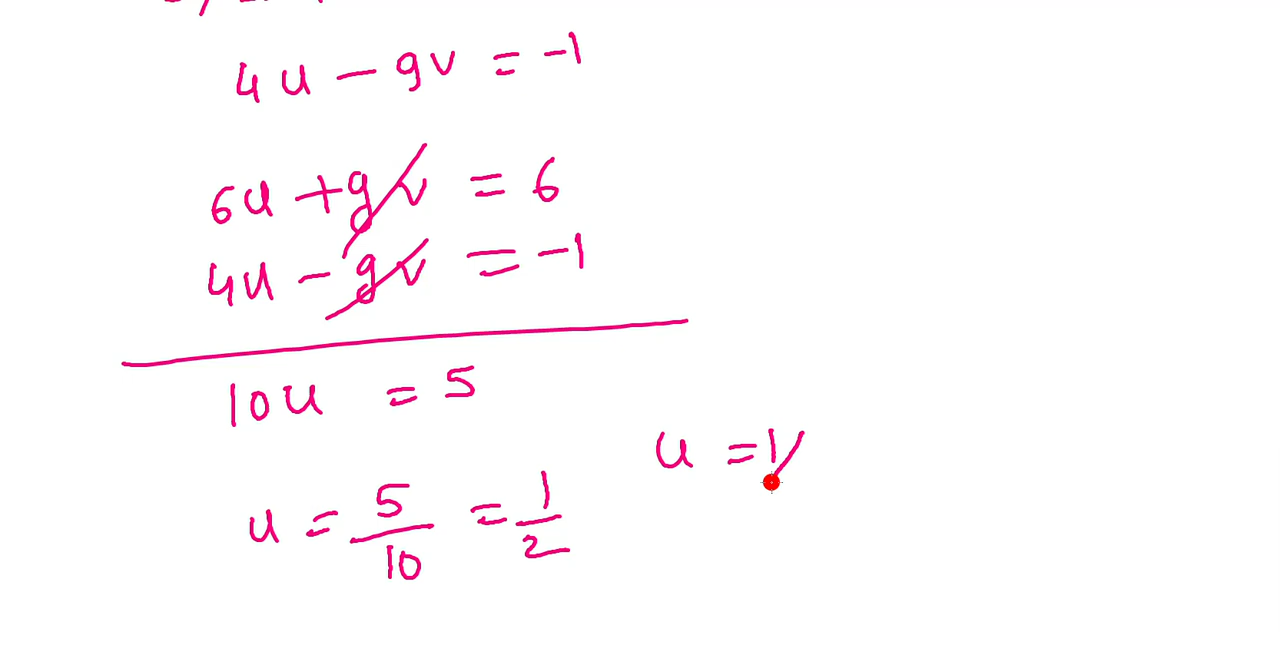 4u - 9v = -1
6u + 9v = 6
4u - 9v = -1
10u = 5
u = 5/10 = 1/2
u = 1/